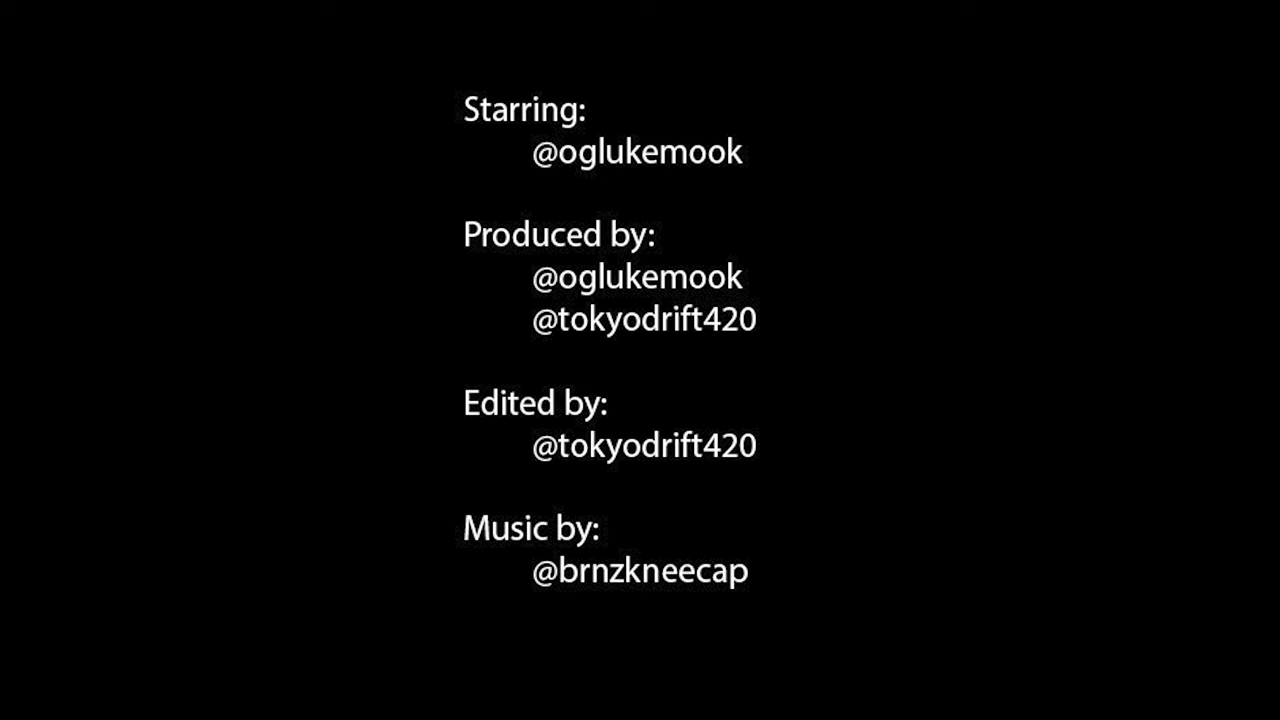 Starring:
@oglukemook
Produced by:
@oglukemook
@tokyodrift420
Edited by:
@tokyodrift420
Music by:
@brnzkneecap